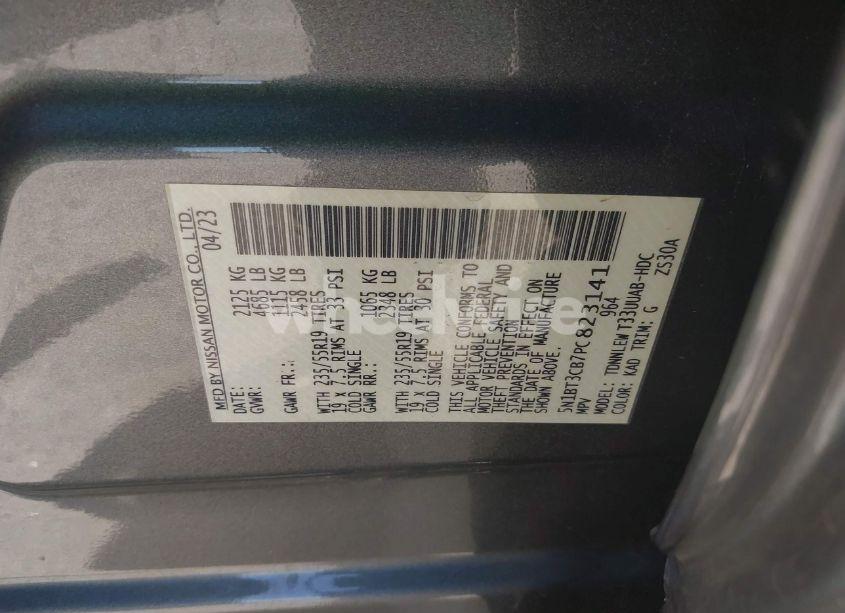 MFD BY NISSAN MOTOR CO., LTD.
DATE: 04/23
GVWR: 2125 KG
4685 LB
GAWR FR.: 1115 KG
2458 LB
WITH 235/55R19 TIRES
19 x 7.5 RIMS AT 33 PSI
COLD SINGLE
GAWR RR.: 1065 KG
2348 LB
WITH 235/55R19 TIRES
19 x 7.5 RIMS AT 30 PSI
COLD SINGLE
THIS VEHICLE CONFORMS TO
ALL APPLICABLE FEDERAL
MOTOR VEHICLE SAFETY AND
THEFT PREVENTION
STANDARDS IN EFFECT ON
THE DATE OF MANUFACTURE
SHOWN ABOVE.
5N1BT3CB7PC823141
MPV 964
MODEL: TDWNLEW T33UUAB-HDC
COLOR: KAD TRIM: G ZS30A